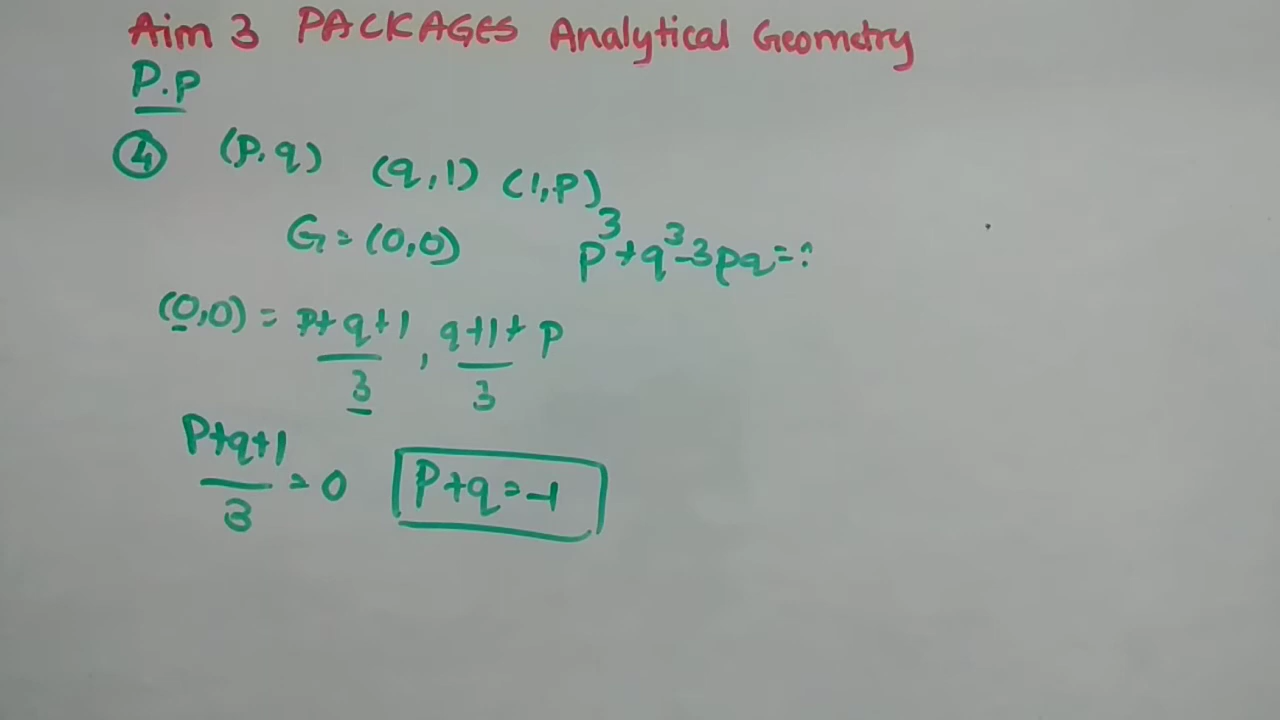 Aim 3 PACKAGES Analytical Geometry
P.P
④ (p,q) (q,1) (1,p)
G = (0,0) p³+q³-3pq=?
(0,0) = p+q+1/3 , q+1+p/3
p+q+1/3 = 0 p+q=-1